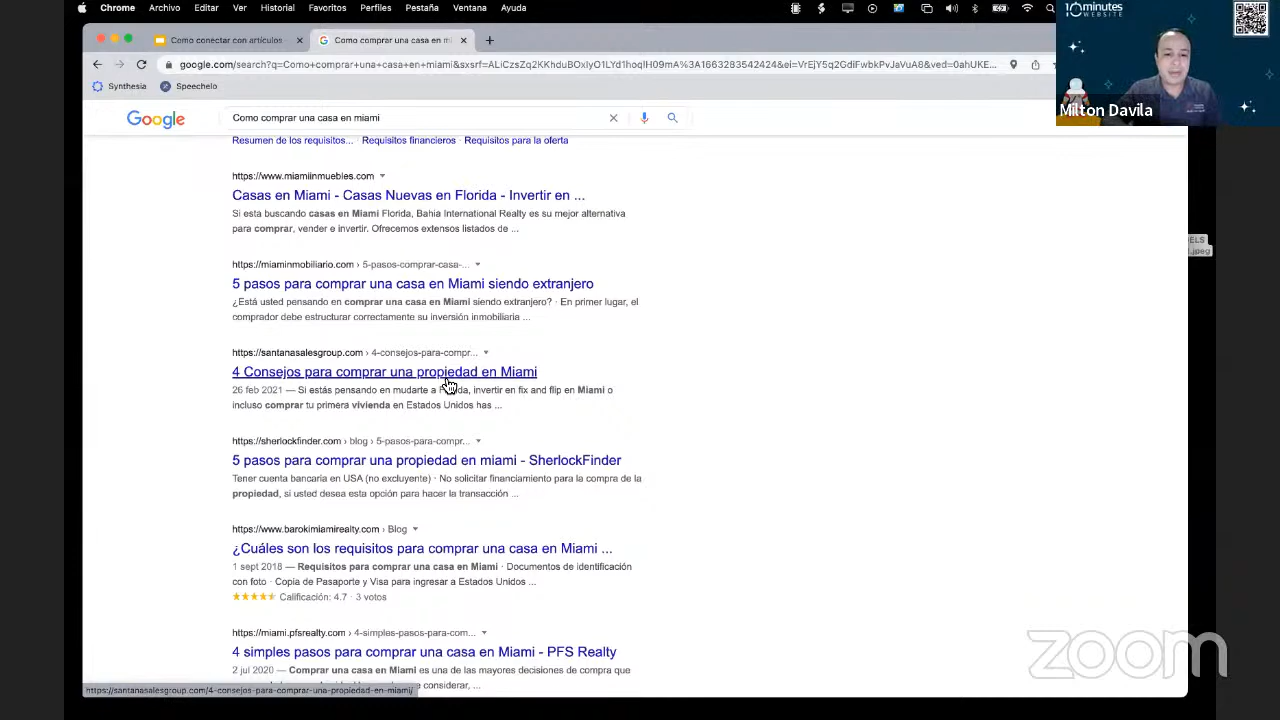 Chrome Archivo Editar Ver Historial Favoritos Perfiles Pestaña Ventana Ayuda
10 MINUTES
WEBSITE
Como conectar con artículos
Como comprar una casa en mi
google.com/search?q=Como+comprar+una+casa+en+miami&sxsrf=ALiCzsZq2KKhduBOxIyO1LYd1hoqIH09mA%3A1663283542424&ei=VrEjY5q2GdiFwbkPvJaVuA8&ved=0ahUKE...
Synthesia Speechelo
Milton Davila
Google Como comprar una casa en miami
Resumen de los requisitos... · Requisitos financieros · Requisitos para la oferta
https://www.miamiinmuebles.com
Casas en Miami - Casas Nuevas en Florida - Invertir en ...
Si esta buscando casas en Miami Florida, Bahia International Realty es su mejor alternativa
para comprar, vender e invertir. Ofrecemos extensos listados de ...
ELS
.jpeg
https://miaminmobiliario.com › 5-pasos-comprar-casa-...
5 pasos para comprar una casa en Miami siendo extranjero
¿Está usted pensando en comprar una casa en Miami siendo extranjero? · En primer lugar, el
comprador debe estructurar correctamente su inversión inmobiliaria ...
https://santanasalesgroup.com › 4-consejos-para-compr...
4 Consejos para comprar una propiedad en Miami
26 feb 2021 — Si estás pensando en mudarte a da, invertir en fix and flip en Miami o
incluso comprar tu primera vivienda en Estados Unidos has ...
https://sherlockfinder.com › blog › 5-pasos-para-compr...
5 pasos para comprar una propiedad en miami - SherlockFinder
Tener cuenta bancaria en USA (no excluyente) · No solicitar financiamiento para la compra de la
propiedad, si usted desea esta opción para hacer la transacción ...
https://www.barokimiamirealty.com › Blog
¿Cuáles son los requisitos para comprar una casa en Miami ...
1 sept 2018 — Requisitos para comprar una casa en Miami · Documentos de identificación
con foto · Copia de Pasaporte y Visa para ingresar a Estados Unidos ...
Calificación: 4.7 · 3 votos
https://miami.pfsrealty.com › 4-simples-pasos-para-com...
4 simples pasos para comprar una casa en Miami - PFS Realty
2 jul 2020 — Comprar una casa en Miami es una de las mayores decisiones de compra que
considerar, ...
https://santanasalesgroup.com/4-consejos-para-comprar-una-propiedad-en-miami/
zoom